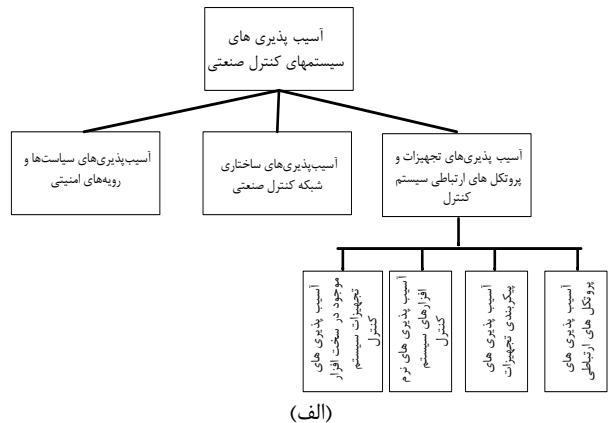 آسیب پذیری های
سیستمهای کنترل صنعتی
آسیب پذیری‌های تجهیزات و
پروتکل های ارتباطی سیستم
کنترل
آسیب‌پذیری‌های ساختاری
شبکه کنترل صنعتی
آسیب‌پذیری‌های سیاست‌ها و
رویه‌های امنیتی
آسیب پذیری های
پروتکل های ارتباطی
آسیب پذیری های
پیکربندی تجهیزات
آسیب پذیری های نرم
افزارهای سیستم
کنترل
آسیب پذیری های
موجود در سخت افزار
تجهیزات سیستم
کنترل
(الف)